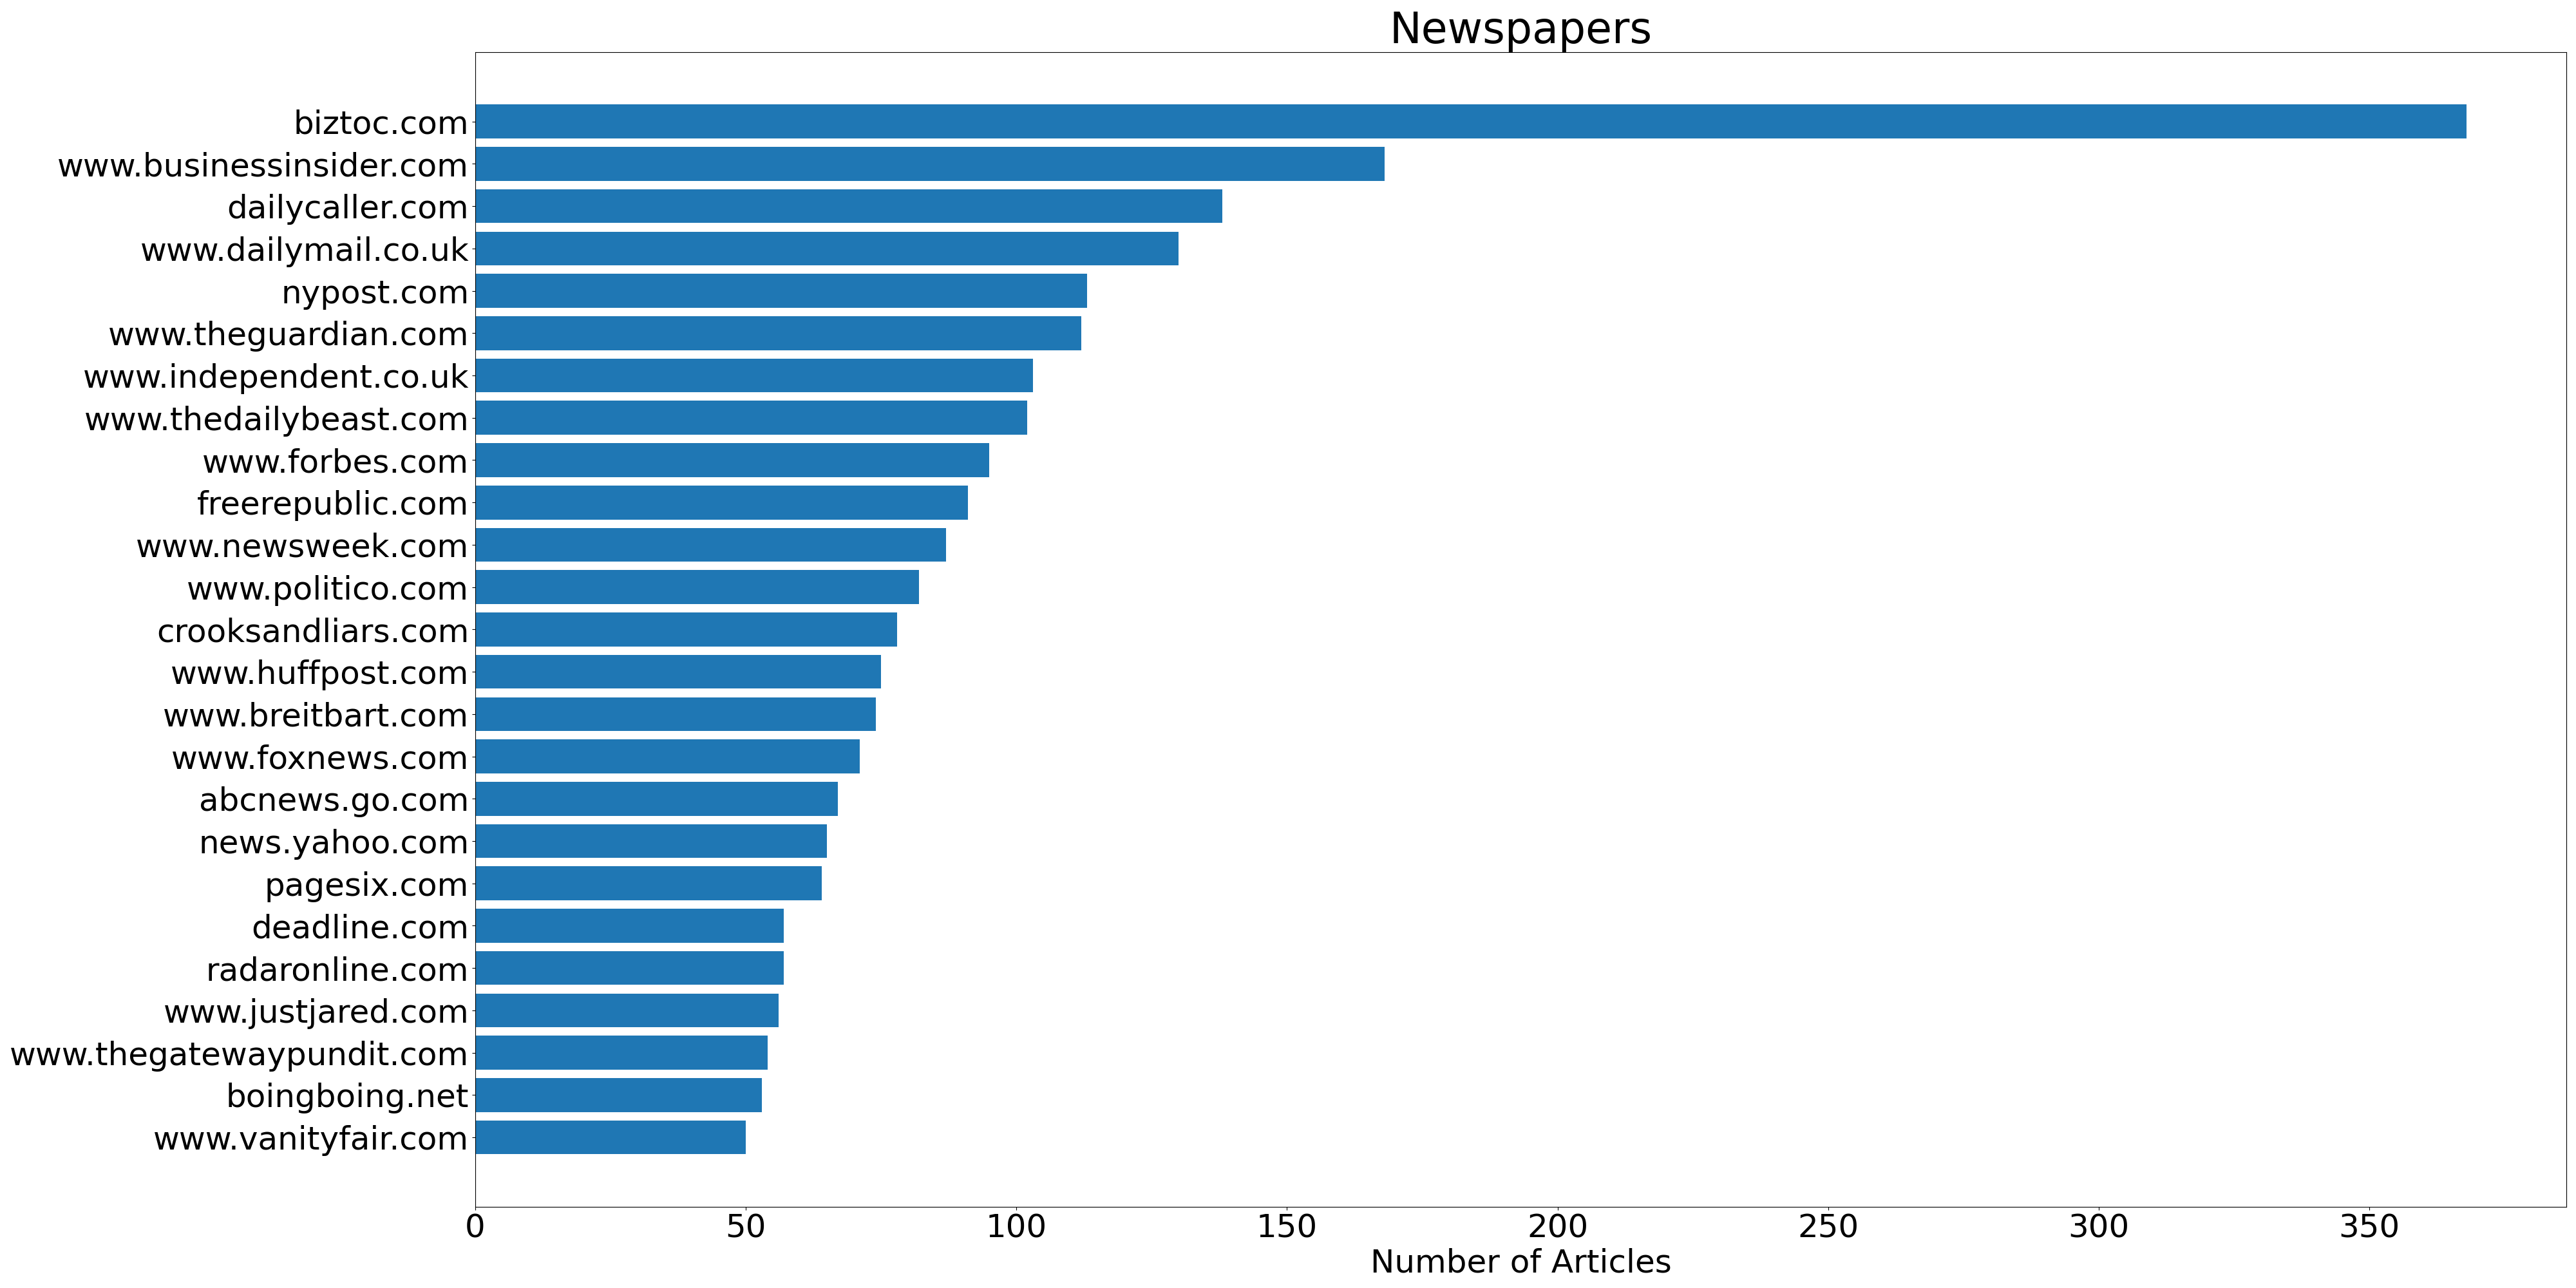 Newspapers
biztoc.com
www.businessinsider.com
dailycaller.com
www.dailymail.co.uk
nypost.com
www.theguardian.com
www.independent.co.uk
www.thedailybeast.com
www.forbes.com
freerepublic.com
www.newsweek.com
www.politico.com
crooksandliars.com
www.huffpost.com
www.breitbart.com
www.foxnews.com
abcnews.go.com
news.yahoo.com
pagesix.com
deadline.com
radaronline.com
www.justjared.com
www.thegatewaypundit.com
boingboing.net
www.vanityfair.com
0 50 100 150 200 250 300 350
Number of Articles